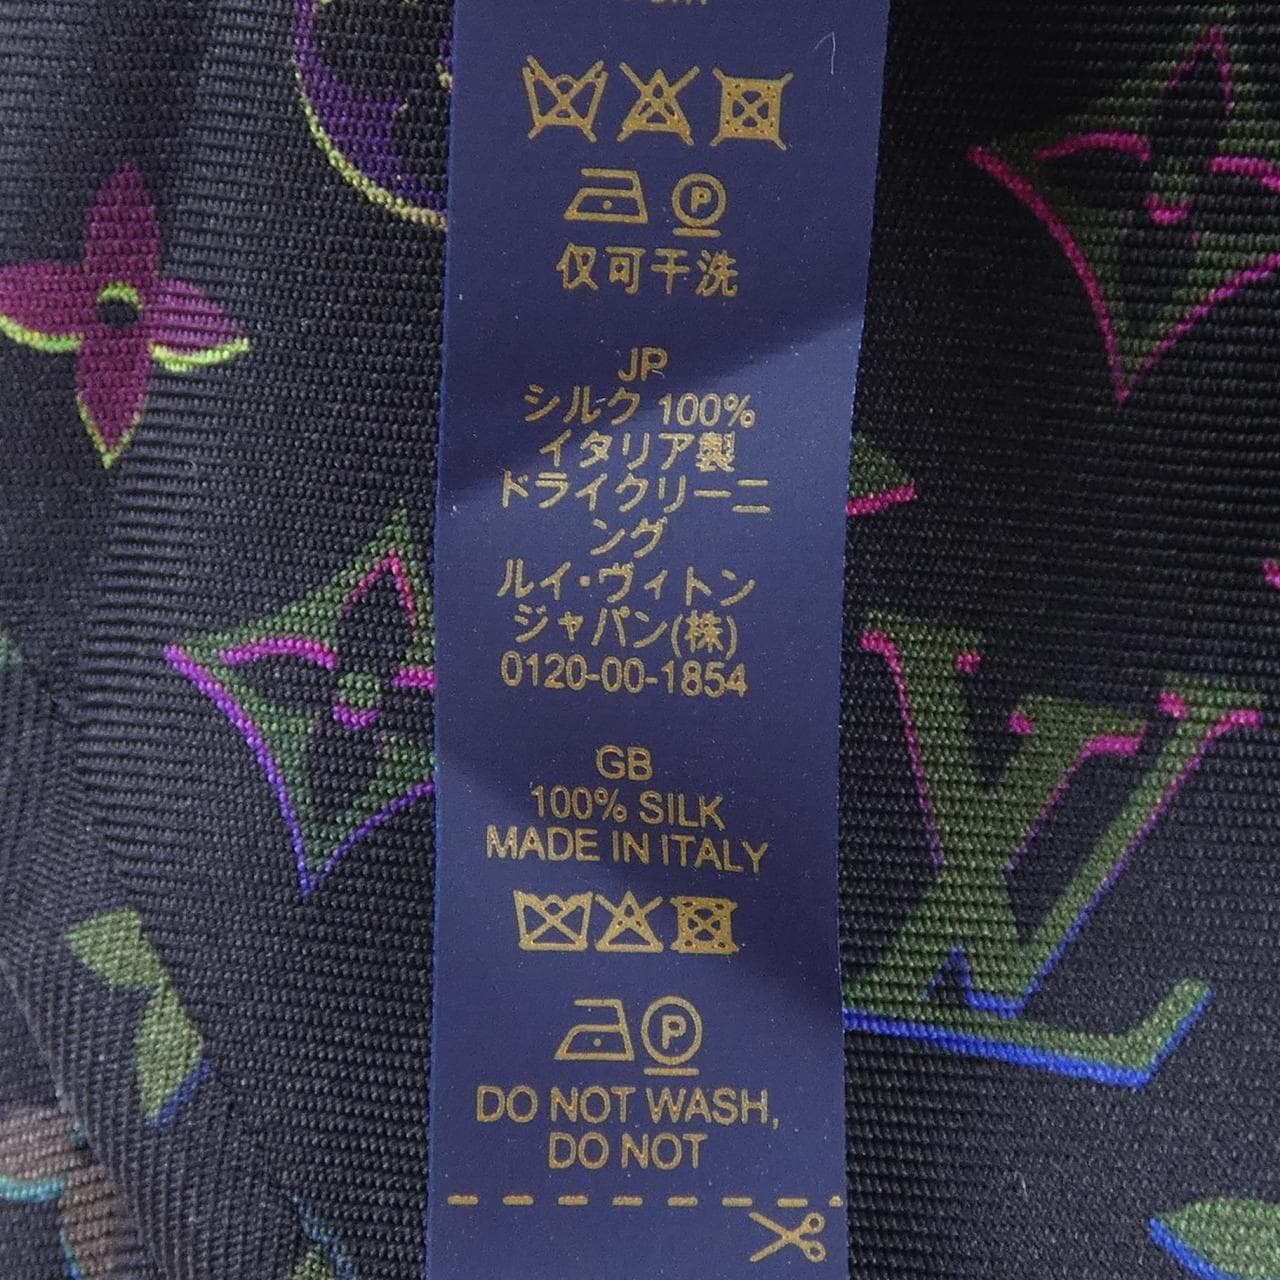 P
仅可干洗
JP
シルク 100%
イタリア製
ドライクリーニ
ング
ルイ・ヴィトン
ジャパン(株)
0120-00-1854
GB
100% SILK
MADE IN ITALY
P
DO NOT WASH,
DO NOT
LV